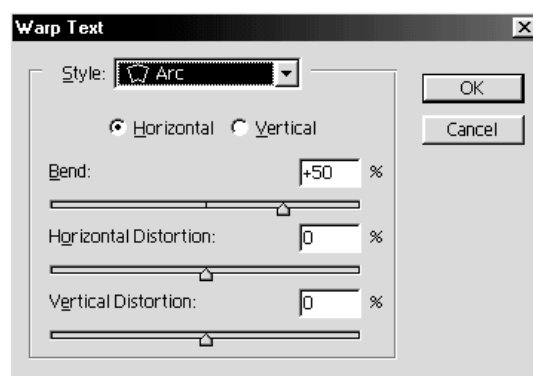 Warp Text
Style: Arc
OK
Horizontal Vertical
Cancel
Bend: +50 %
Horizontal Distortion: 0 %
Vertical Distortion: 0 %